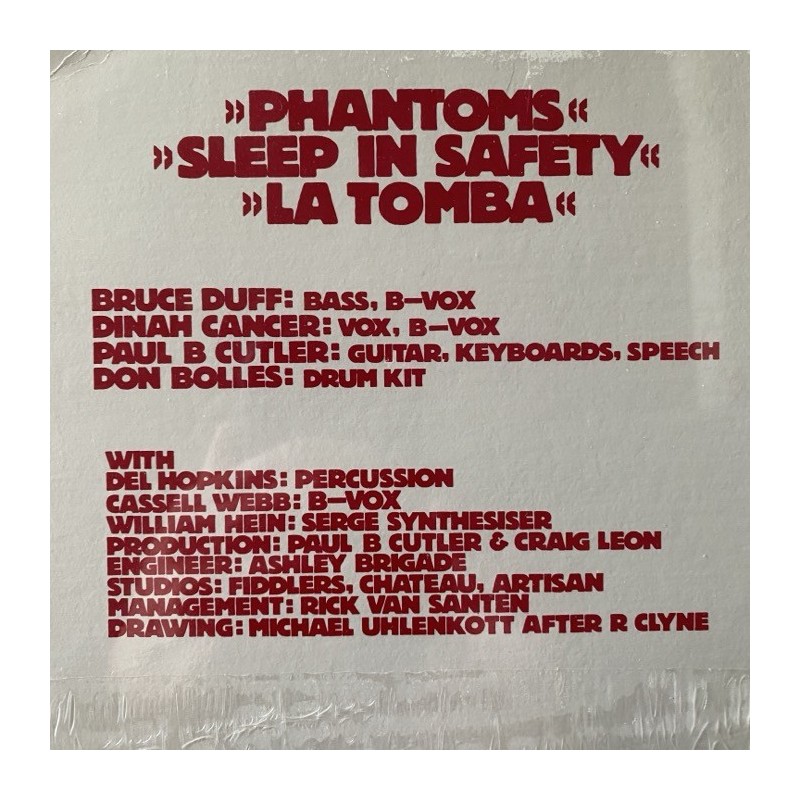 »PHANTOMS«
»SLEEP IN SAFETY«
»LA TOMBA«
BRUCE DUFF: BASS, B–VOX
DINAH CANCER: VOX, B–VOX
PAUL B CUTLER: GUITAR, KEYBOARDS, SPEECH
DON BOLLES: DRUM KIT
WITH
DEL HOPKINS: PERCUSSION
CASSELL WEBB: B–VOX
WILLIAM HEIN: SERGE SYNTHESISER
PRODUCTION: PAUL B CUTLER & CRAIG LEON
ENGINEER: ASHLEY BRIGADE
STUDIOS: FIDDLERS, CHATEAU, ARTISAN
MANAGEMENT: RICK VAN SANTEN
DRAWING: MICHAEL UHLENKOTT AFTER R CLYNE